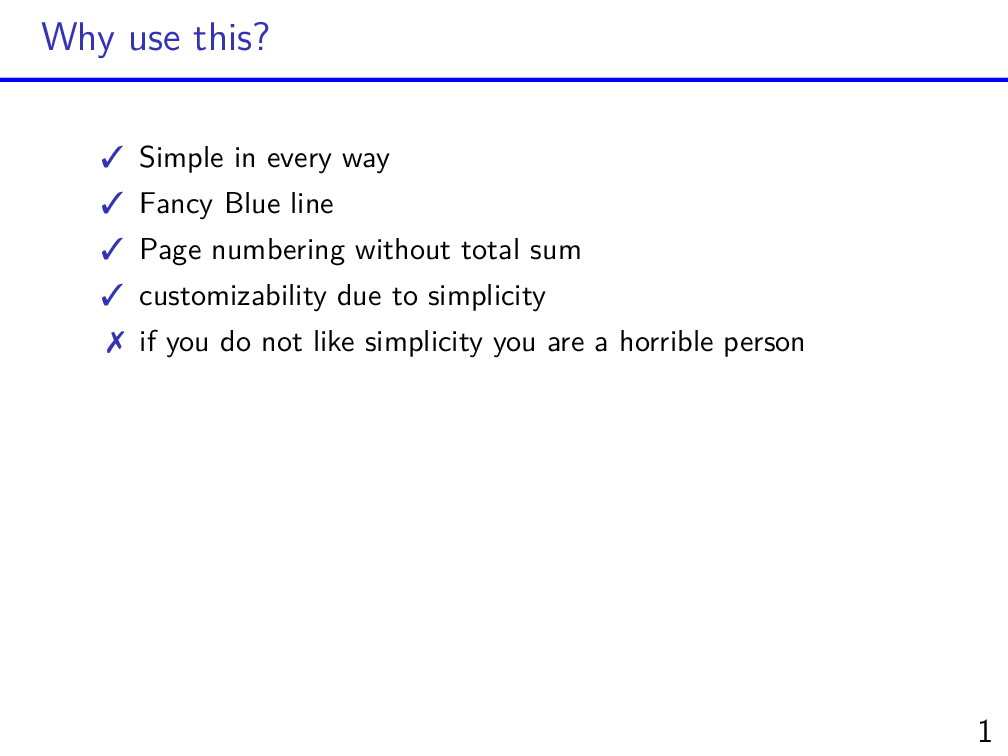 Why use this?
✓ Simple in every way
✓ Fancy Blue line
✓ Page numbering without total sum
✓ customizability due to simplicity
✗ if you do not like simplicity you are a horrible person
1